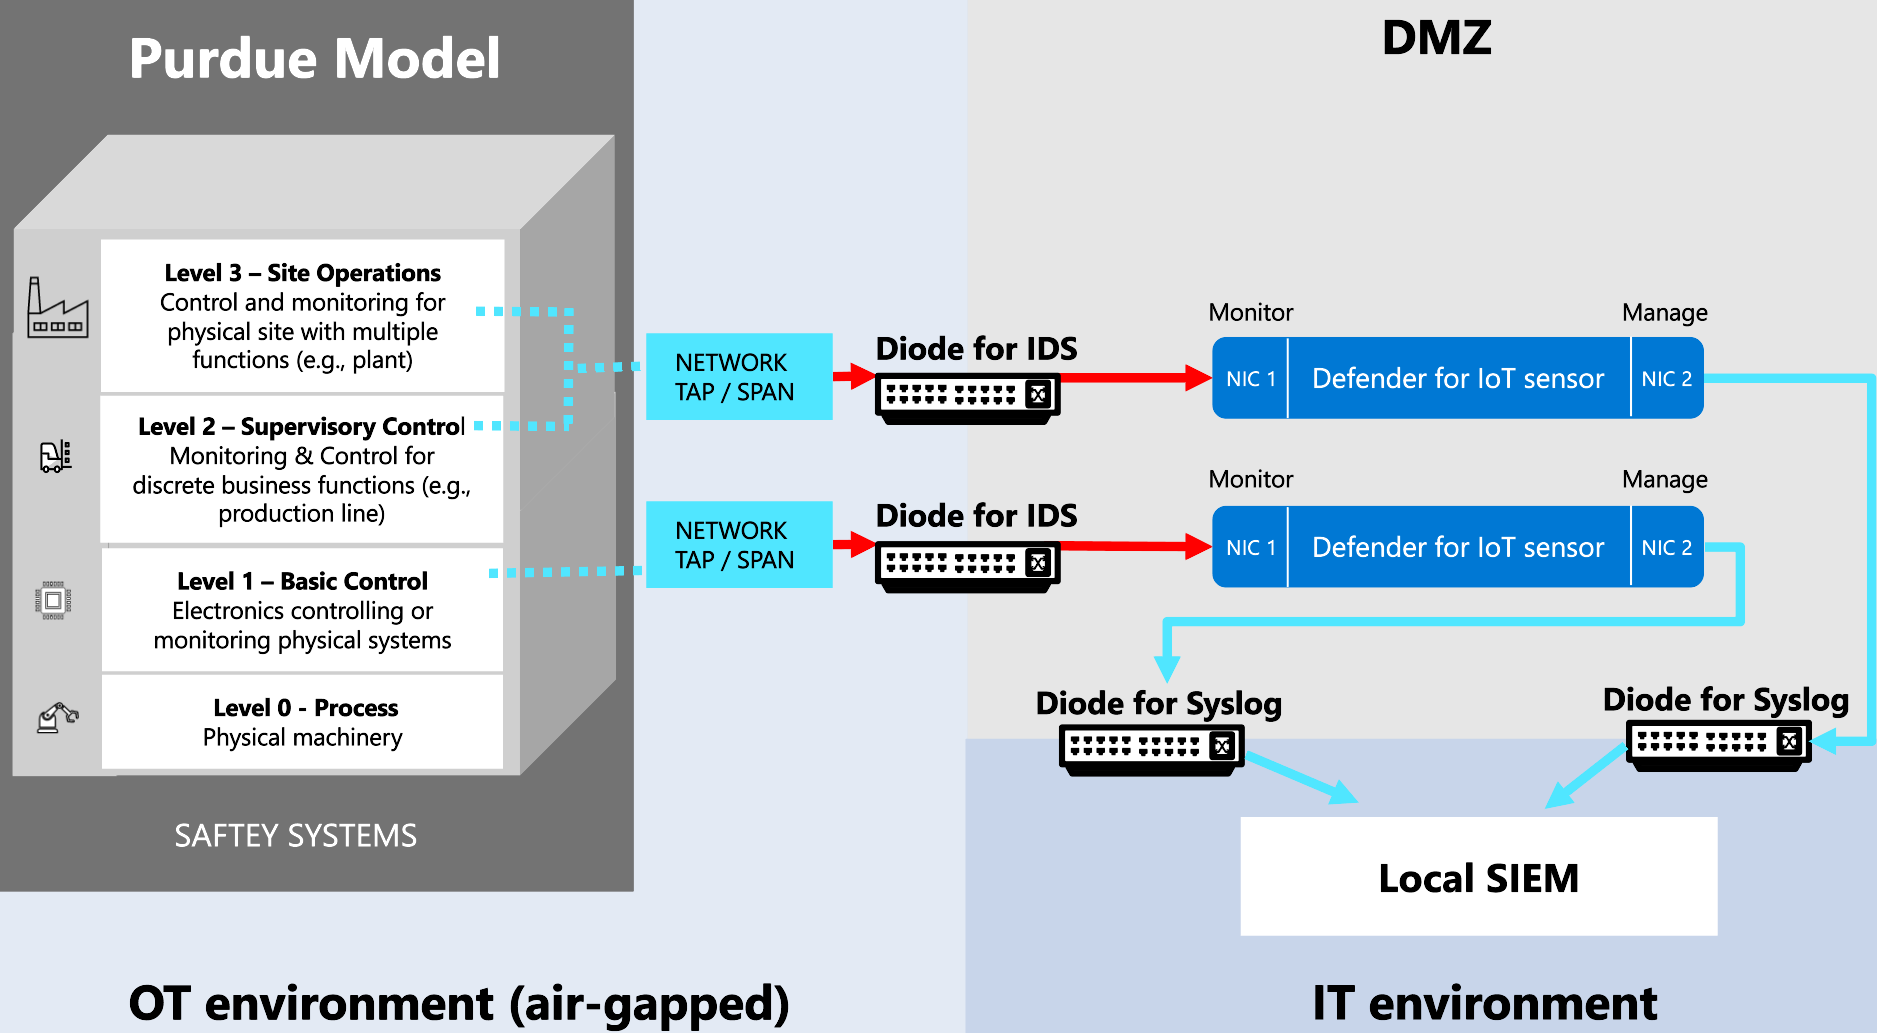 Purdue Model
Level 3 – Site Operations
Control and monitoring for
physical site with multiple
functions (e.g., plant)
Level 2 – Supervisory Control
Monitoring & Control for
discrete business functions (e.g.,
production line)
Level 1 – Basic Control
Electronics controlling or
monitoring physical systems
Level 0 - Process
Physical machinery
SAFTEY SYSTEMS
OT environment (air-gapped)
NETWORK
TAP / SPAN
Diode for IDS
NETWORK
TAP / SPAN
Diode for IDS
DMZ
Monitor
Manage
NIC 1
Defender for IoT sensor
NIC 2
Monitor
Manage
NIC 1
Defender for IoT sensor
NIC 2
Diode for Syslog
Diode for Syslog
Local SIEM
IT environment